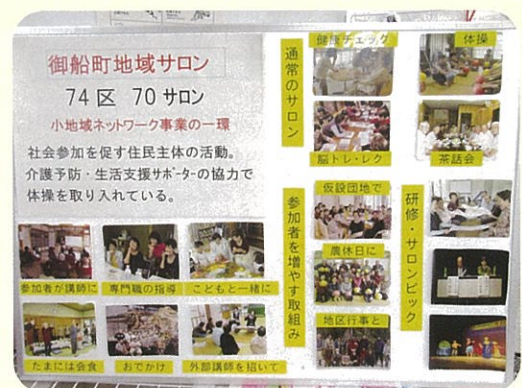 御船町地域サロン
74区 70サロン
小地域ネットワーク事業の一環
社会参加を促す住民主体の活動。
介護予防・生活支援サポーターの協力で
体操を取り入れている。
参加者が講師に
専門職の指導
こどもと一緒に
たまには会食
おでかけ
外部講師を招いて
通常のサロン
健康チェック
体操
脳トレ・レク
茶話会
参加者を増やす取組み
仮設団地で
農休日に
地区行事と
研修・サロンピック